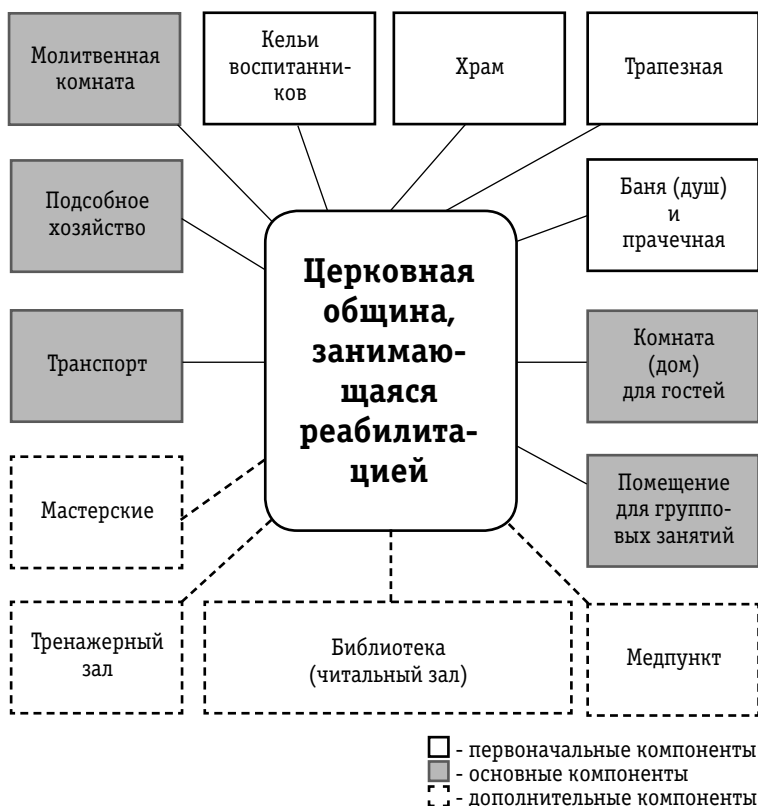 Молитвенная
комната
Кельи
воспитанни-
ков
Храм
Трапезная
Подсобное
хозяйство
Баня (душ)
и
прачечная
Церковная
община,
занимаю-
щаяся
реабилита-
цией
Транспорт
Комната
(дом)
для гостей
Мастерские
Помещение
для группо-
вых занятий
Тренажерный
зал
Библиотека
(читальный зал)
Медпункт
- первоначальные компоненты
- основные компоненты
- дополнительные компоненты